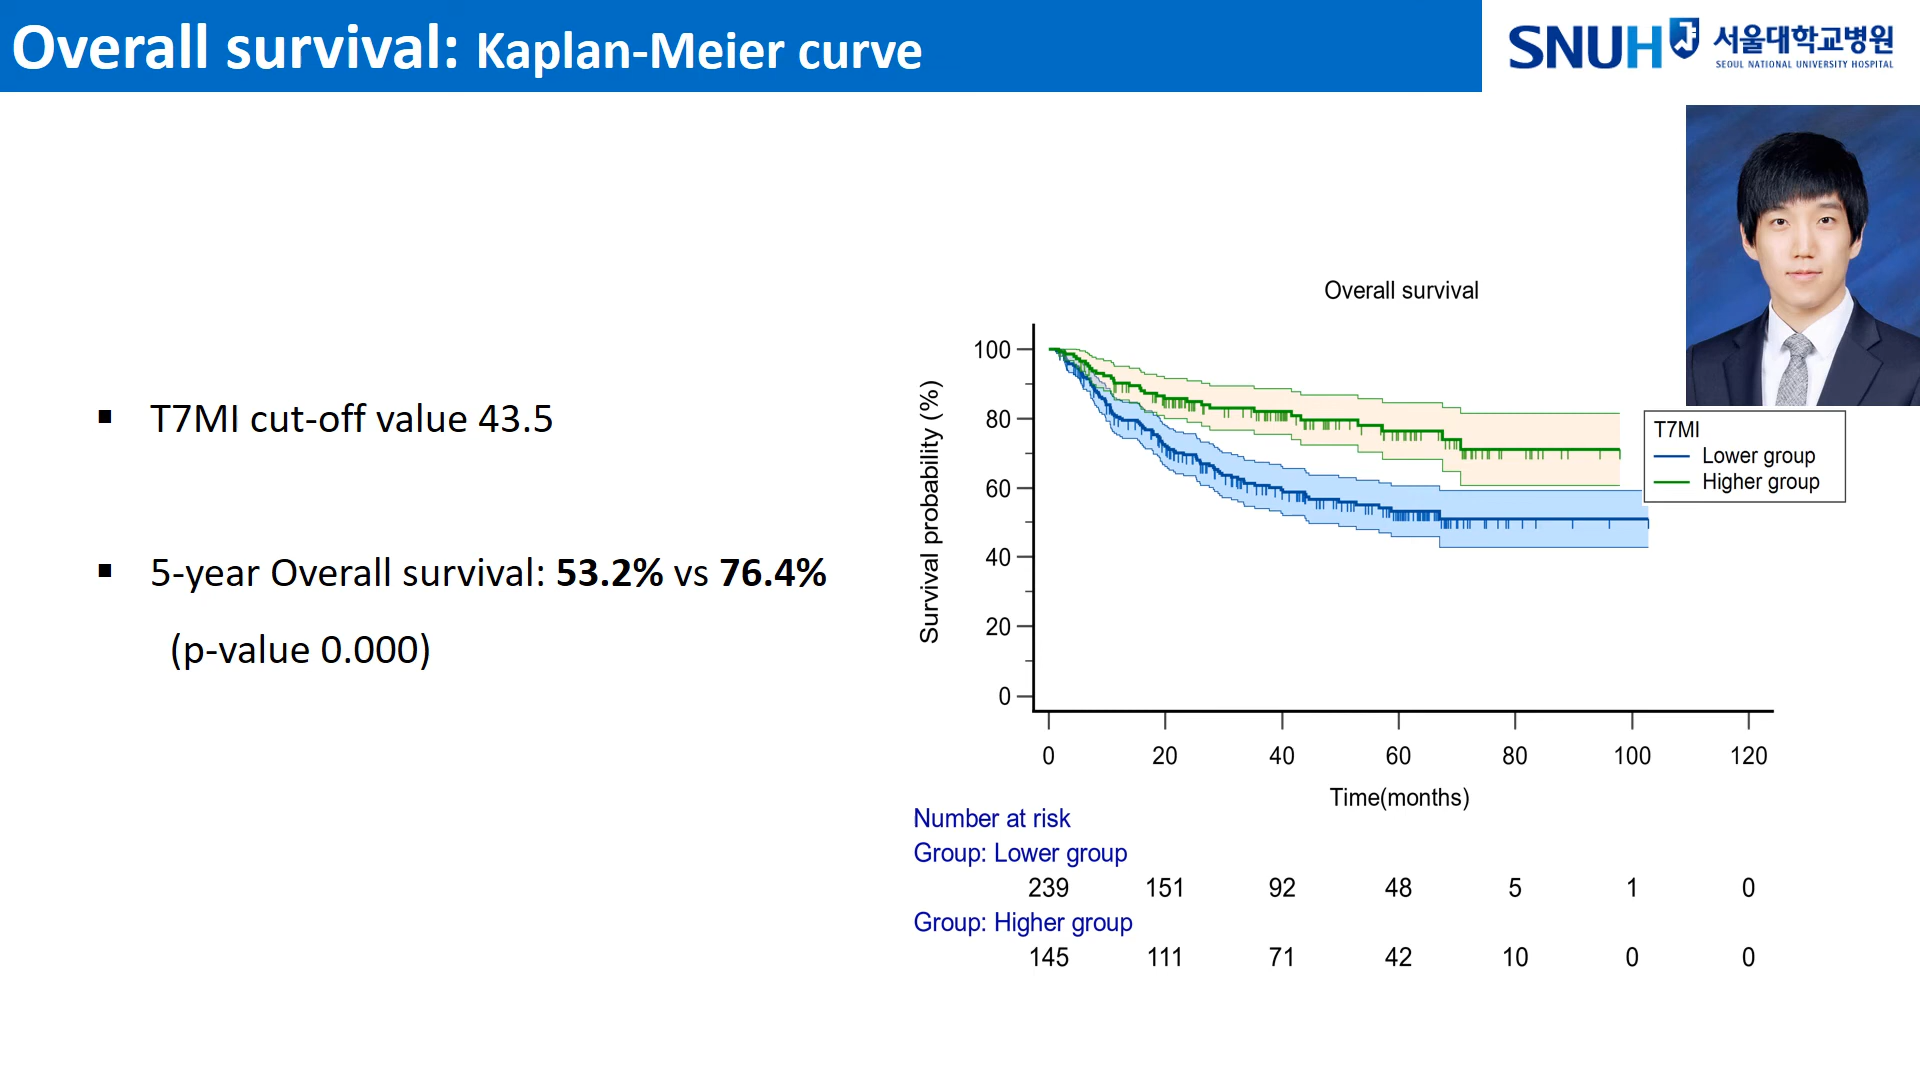 Overall survival: Kaplan-Meier curve
SNUH 서울대학교병원
SEOUL NATIONAL UNIVERSITY HOSPITAL
▪ T7MI cut-off value 43.5
▪ 5-year Overall survival: 53.2% vs 76.4%
(p-value 0.000)
Overall survival
Survival probability (%)
100
80
60
40
20
0
0 20 40 60 80 100 120
Time(months)
T7MI
Lower group
Higher group
Number at risk
Group: Lower group
239 151 92 48 5 1 0
Group: Higher group
145 111 71 42 10 0 0